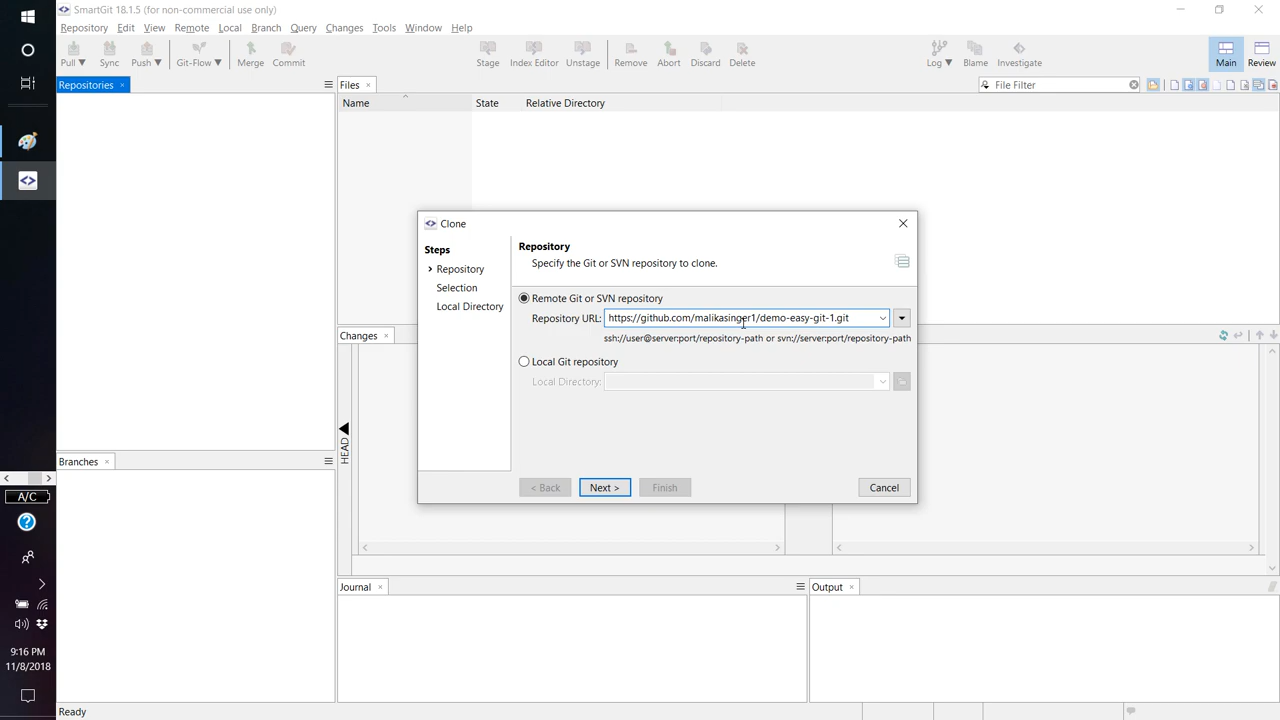 SmartGit 18.1.5 (for non-commercial use only)
Repository Edit View Remote Local Branch Query Changes Tools Window Help
Pull Sync Push Git-Flow Merge Commit Stage Index Editor Unstage Remove Abort Discard Delete Log Blame Investigate Main Review
Repositories
Files
File Filter
Name State Relative Directory
Clone
Steps
Repository
Selection
Local Directory
Repository
Specify the Git or SVN repository to clone.
Remote Git or SVN repository
Repository URL: https://github.com/malikasinger1/demo-easy-git-1.git
ssh://user@server:port/repository-path or svn://server:port/repository-path
Local Git repository
Local Directory:
< Back Next > Finish Cancel
Changes
HEAD
Branches
Journal
Output
A/C
9:16 PM
11/8/2018
Ready